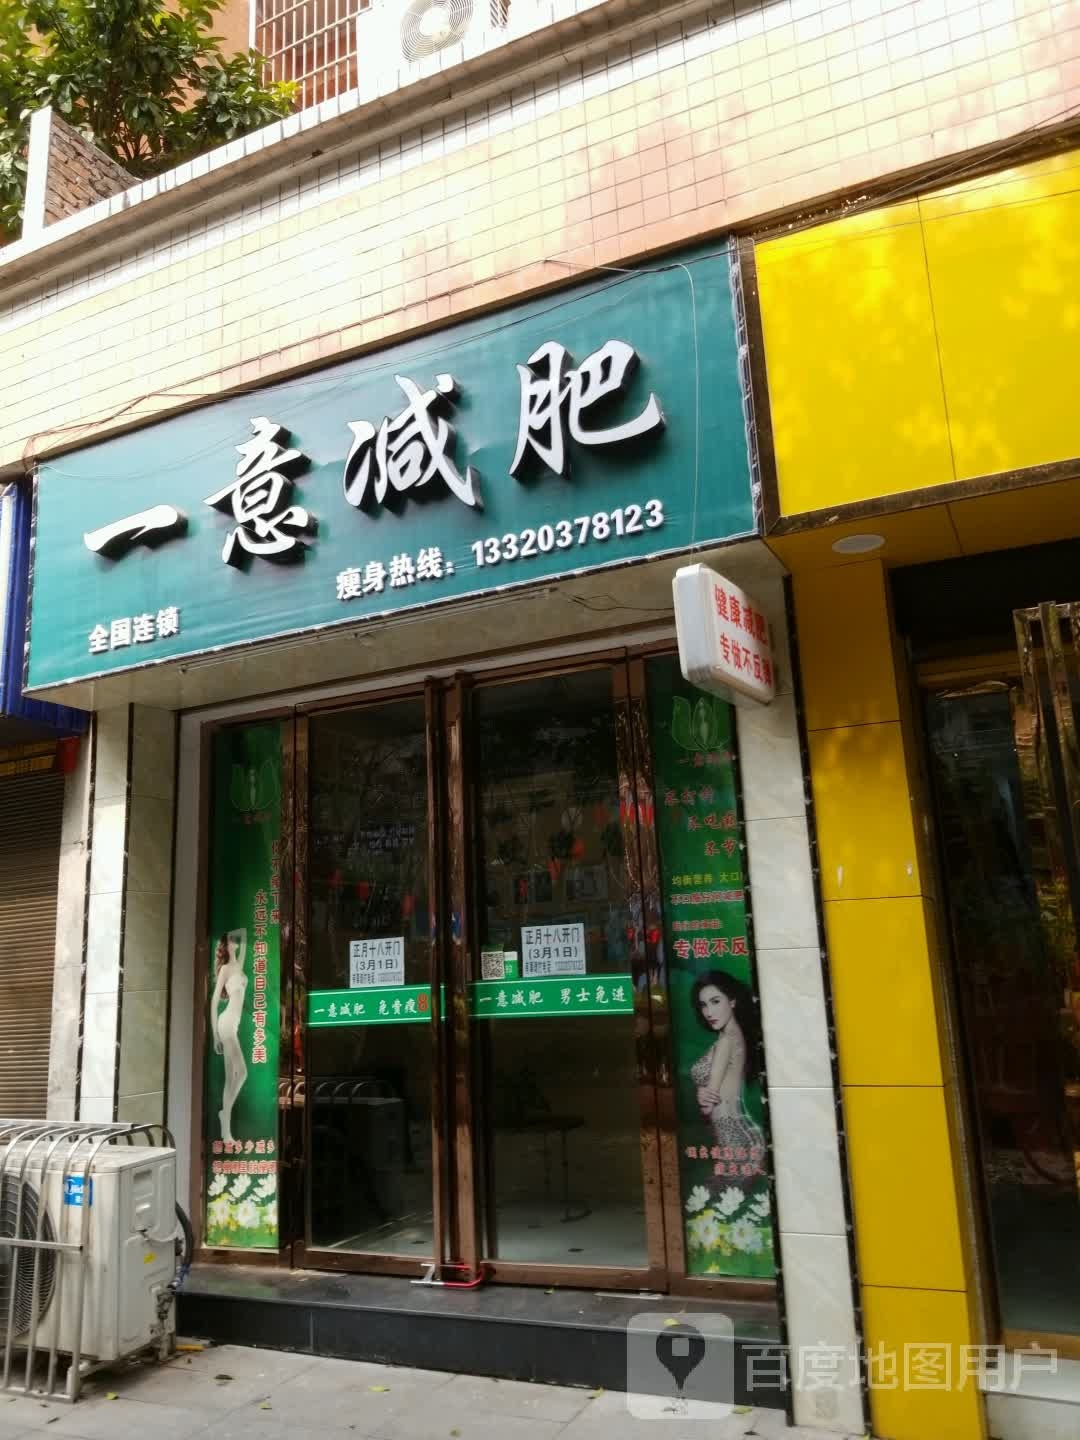 一意减肥
瘦身热线：13320378123
全国连锁
健康减肥
专做不反
永远不知道自己有多美
正月十八开门
(3月1日)
正月十八开门
(3月1日)
一意减肥 免费瘦8
一意减肥 男士免进
不吃药
不节
均衡营养 大口
专做不反
百度地图用户